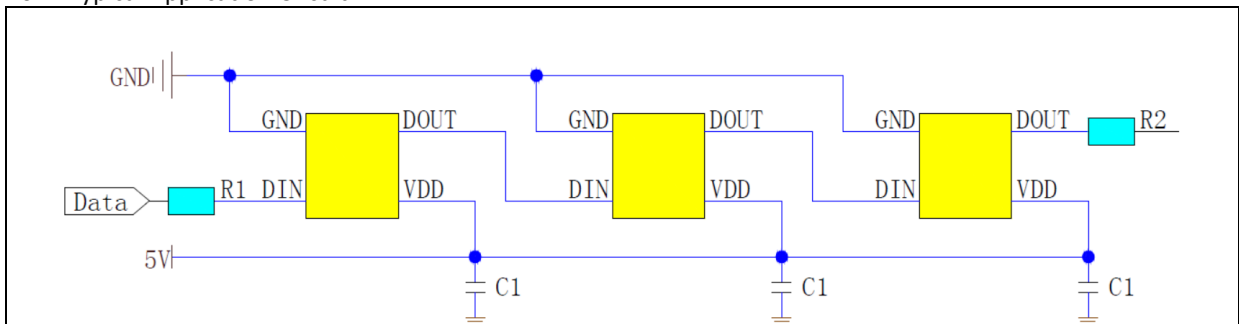 GND
GND DOUT GND DOUT GND DOUT R2
Data R1 DIN VDD DIN VDD DIN VDD
5V
C1 C1 C1